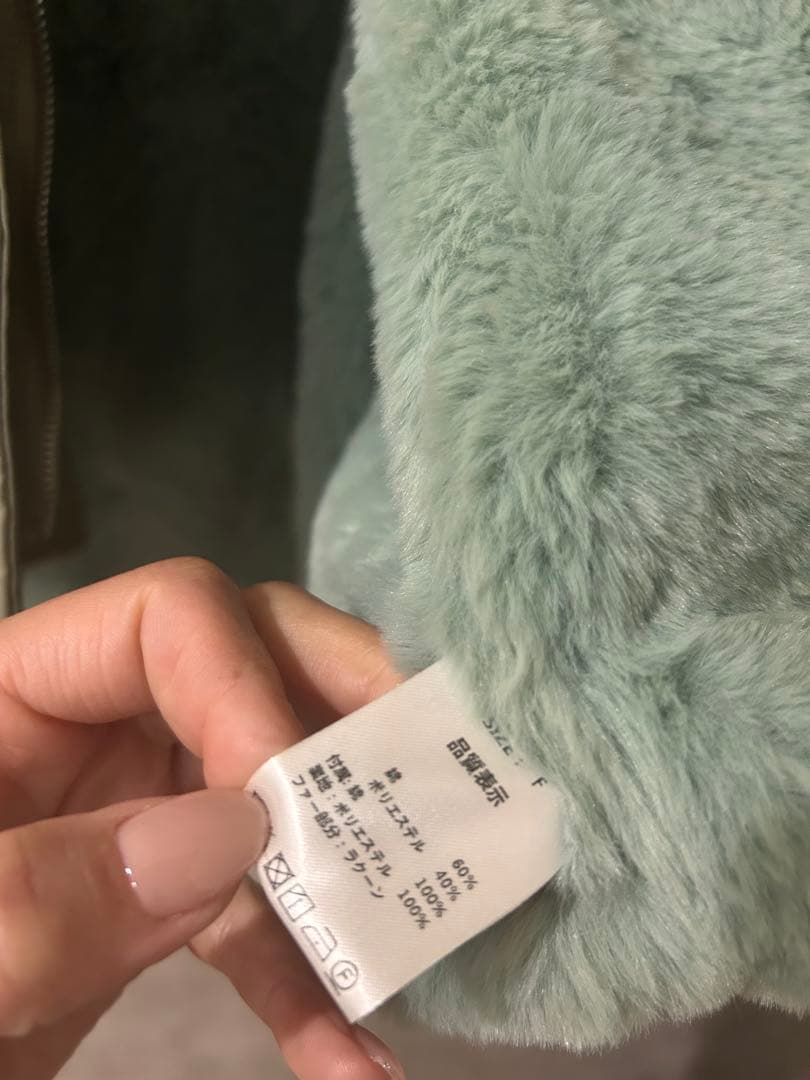 SIZE: F
品質表示
綿 60%
ポリエステル 40%
付属:綿 100%
裏地:ポリエステル 100%
ファー部分:ラクーン
F